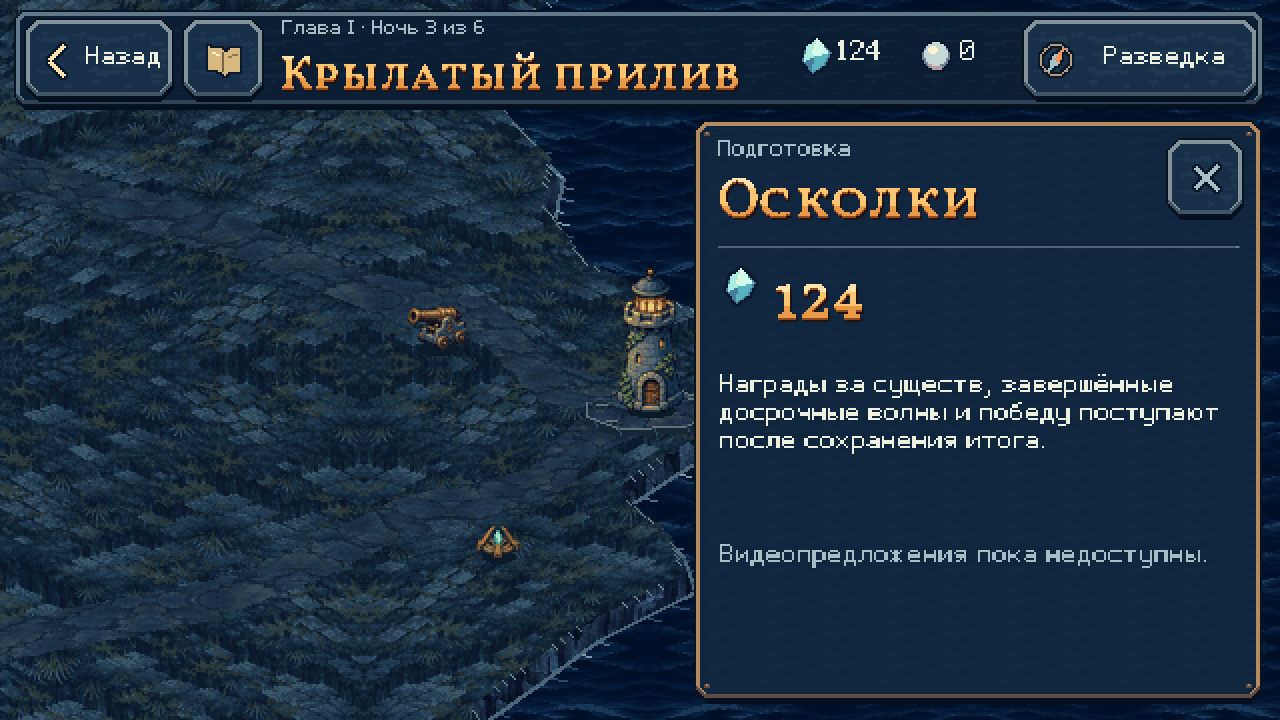 Назад
Глава I · Ночь 3 из 6
Крылатый прилив
124
0
Разведка
Подготовка
Осколки
124
Награды за существ, завершённые
досрочные волны и победу поступают
после сохранения итога.
Видеопредложения пока недоступны.